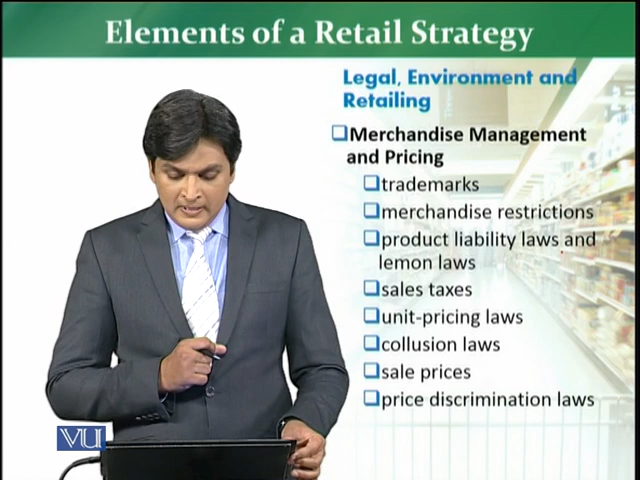 Elements of a Retail Strategy
Legal, Environment and
Retailing
❑Merchandise Management
and Pricing
❑trademarks
❑merchandise restrictions
❑product liability laws and
lemon laws
❑sales taxes
❑unit-pricing laws
❑collusion laws
❑sale prices
❑price discrimination laws
VU